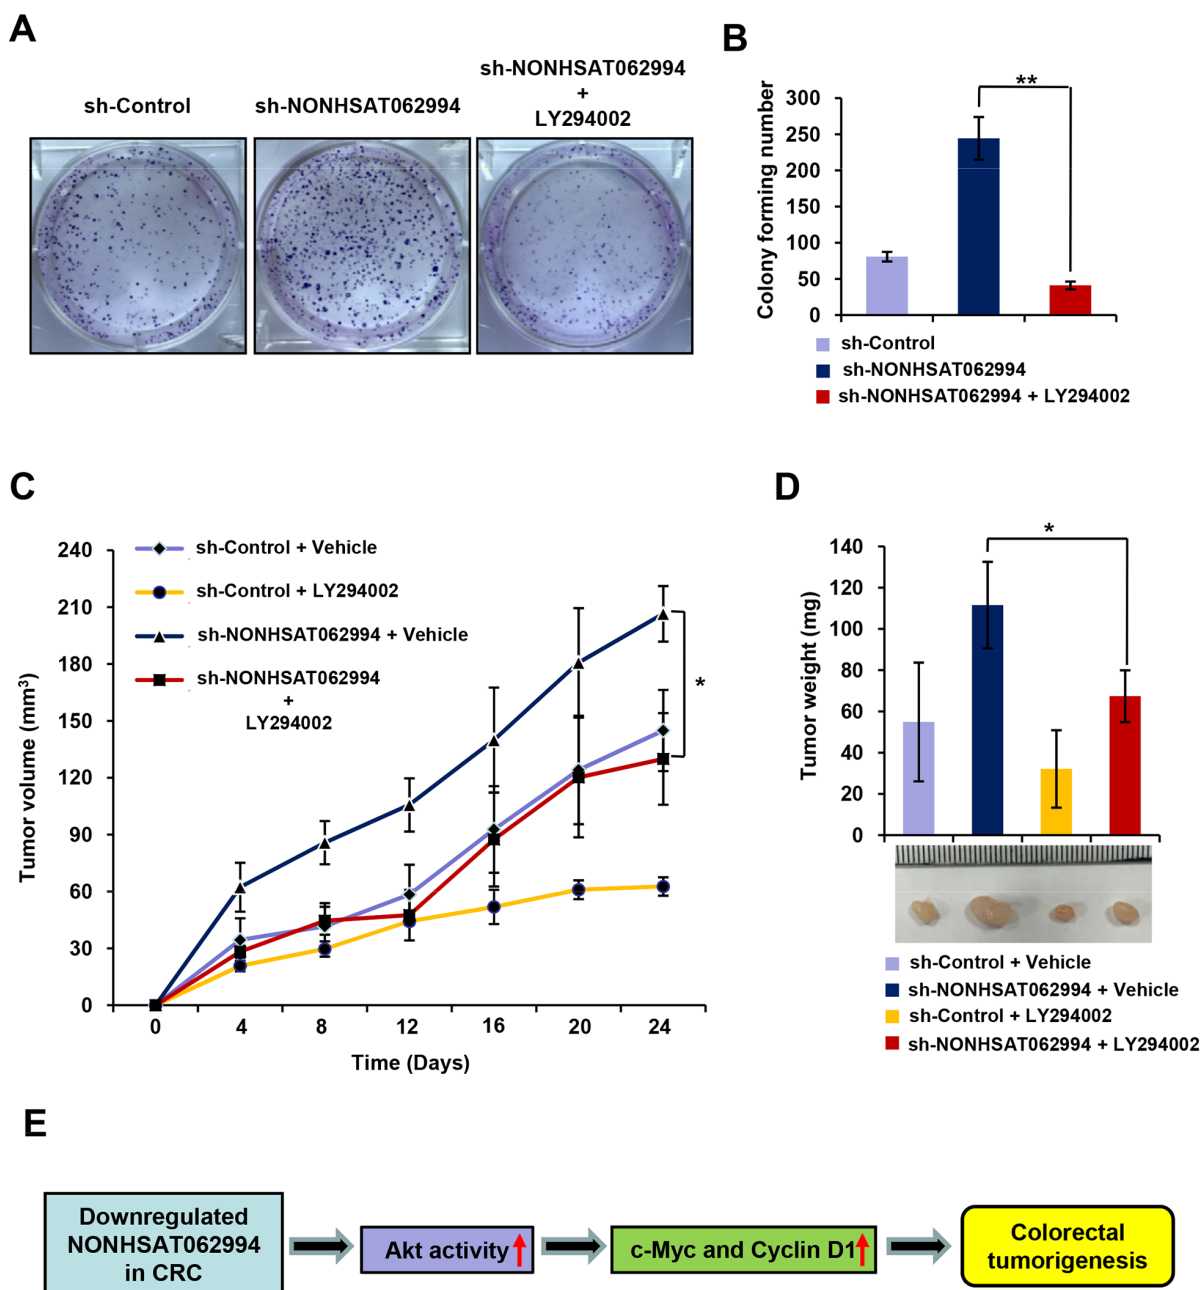 A
sh-Control
sh-NONHSAT062994
sh-NONHSAT062994
+
LY294002
B
**
Colony forming number
300
250
200
150
100
50
0
sh-Control
sh-NONHSAT062994
sh-NONHSAT062994 + LY294002
C
Tumor volume (mm³)
240
210
180
150
120
90
60
30
0
sh-Control + Vehicle
sh-Control + LY294002
sh-NONHSAT062994 + Vehicle
sh-NONHSAT062994
+
LY294002
*
0 4 8 12 16 20 24
Time (Days)
D
*
Tumor weight (mg)
140
120
100
80
60
40
20
0
sh-Control + Vehicle
sh-NONHSAT062994 + Vehicle
sh-Control + LY294002
sh-NONHSAT062994 + LY294002
E
Downregulated
NONHSAT062994
in CRC
Akt activity
c-Myc and Cyclin D1
Colorectal
tumorigenesis